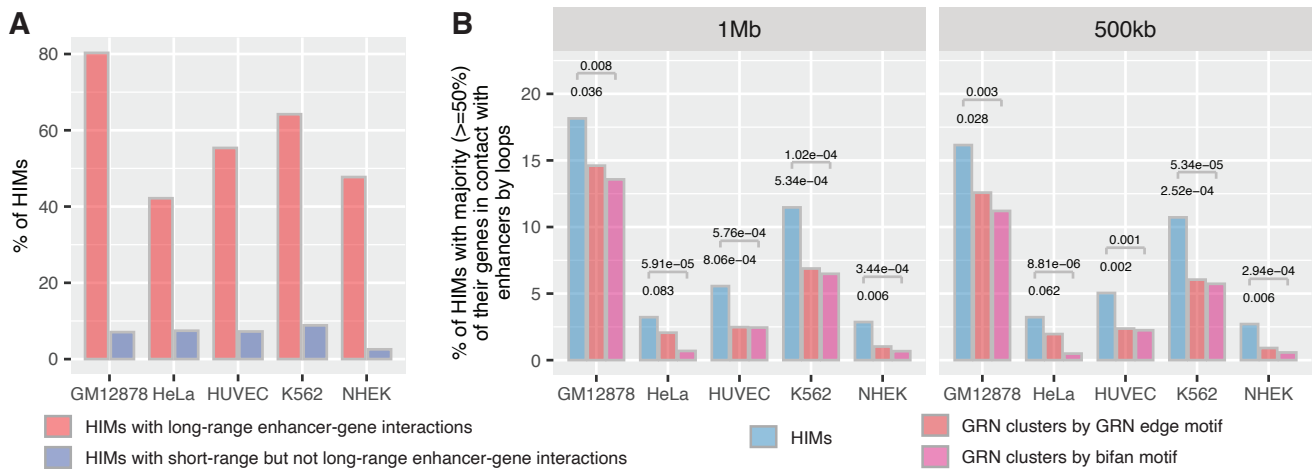 A
% of HIMs
80
60
40
20
0
GM12878 HeLa HUVEC K562 NHEK
HIMs with long-range enhancer-gene interactions
HIMs with short-range but not long-range enhancer-gene interactions
B
% of HIMs with majority (>=50%)
of their genes in contact with
enhancers by loops
1Mb
500kb
20
15
10
5
0
0.008
0.036
5.91e−05
0.083
5.76e−04
8.06e−04
1.02e−04
5.34e−04
3.44e−04
0.006
GM12878 HeLa HUVEC K562 NHEK
0.003
0.028
8.81e−06
0.062
0.001
0.002
5.34e−05
2.52e−04
2.94e−04
0.006
GM12878 HeLa HUVEC K562 NHEK
HIMs
GRN clusters by GRN edge motif
GRN clusters by bifan motif